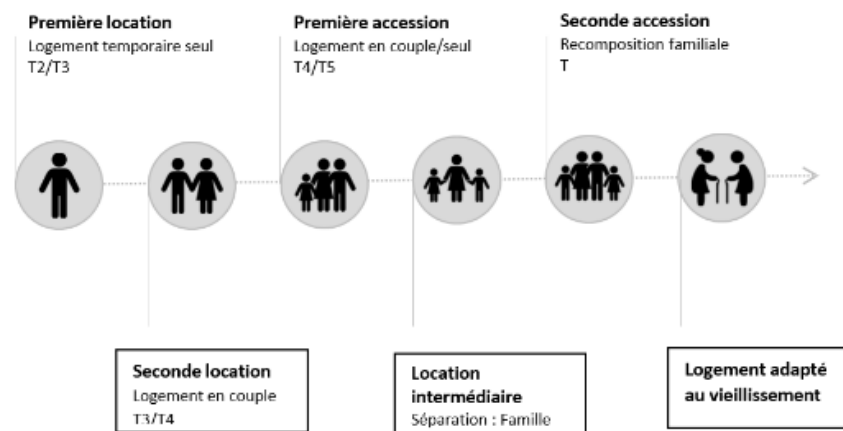 Première location
Logement temporaire seul
T2/T3
Première accession
Logement en couple/seul
T4/T5
Seconde accession
Recomposition familiale
T
Seconde location
Logement en couple
T3/T4
Location
intermédiaire
Séparation : Famille
Logement adapté
au vieillissement